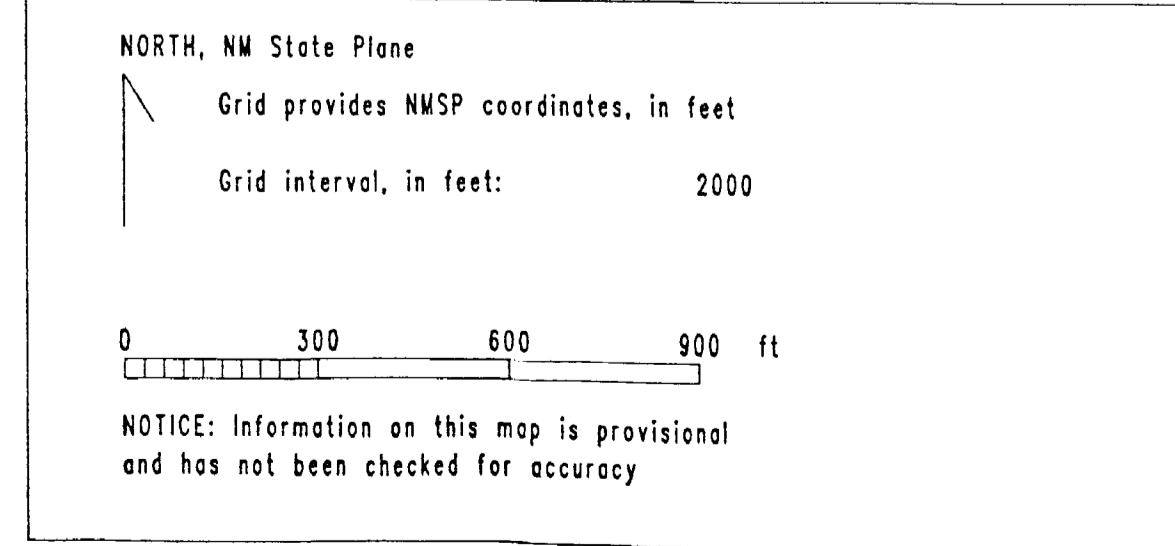 NORTH, NM State Plane
Grid provides NMSP coordinates, in feet
Grid interval, in feet: 2000
0 300 600 900 ft
NOTICE: Information on this map is provisional
and has not been checked for accuracy